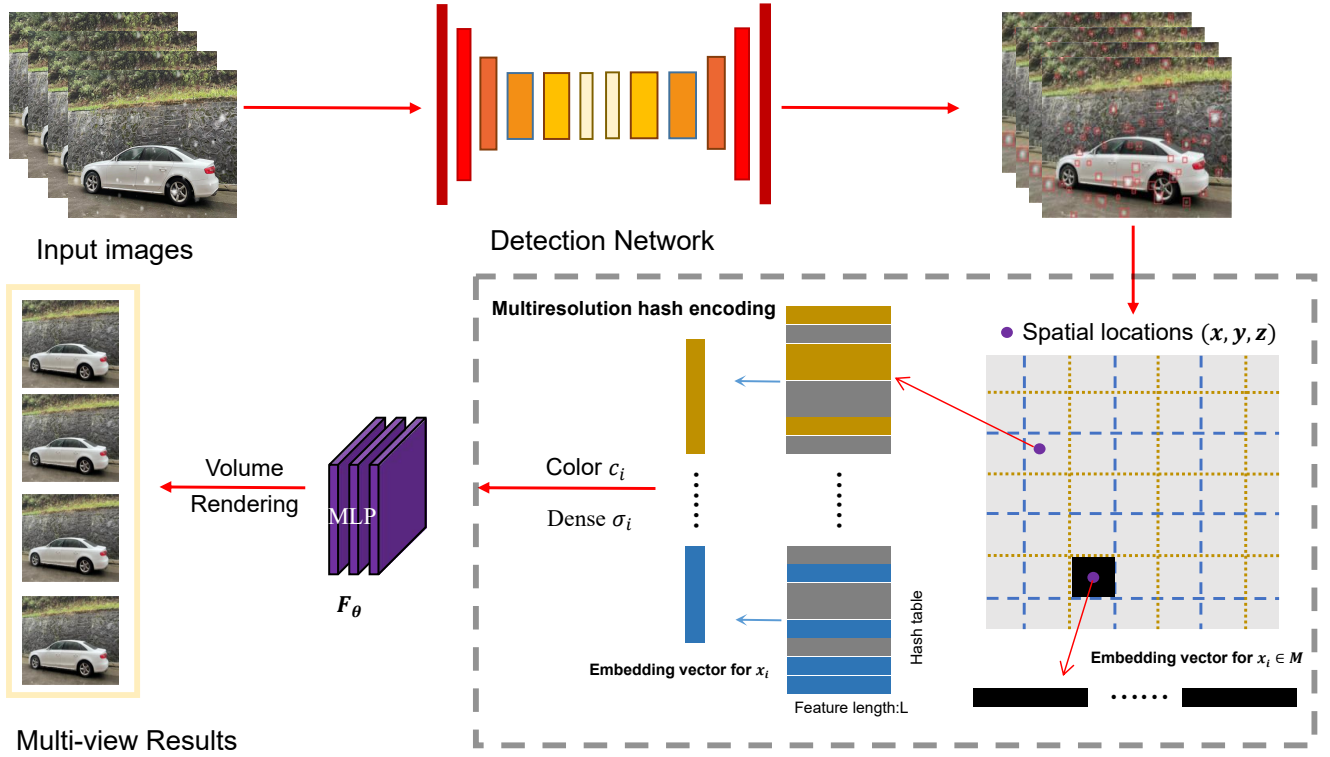 Input images
Detection Network
Multiresolution hash encoding
Spatial locations (x, y, z)
Color c_i
Dense σ_i
Volume
Rendering
MLP
F_θ
Hash table
Embedding vector for x_i
Embedding vector for x_i ∈ M
Feature length:L
Multi-view Results